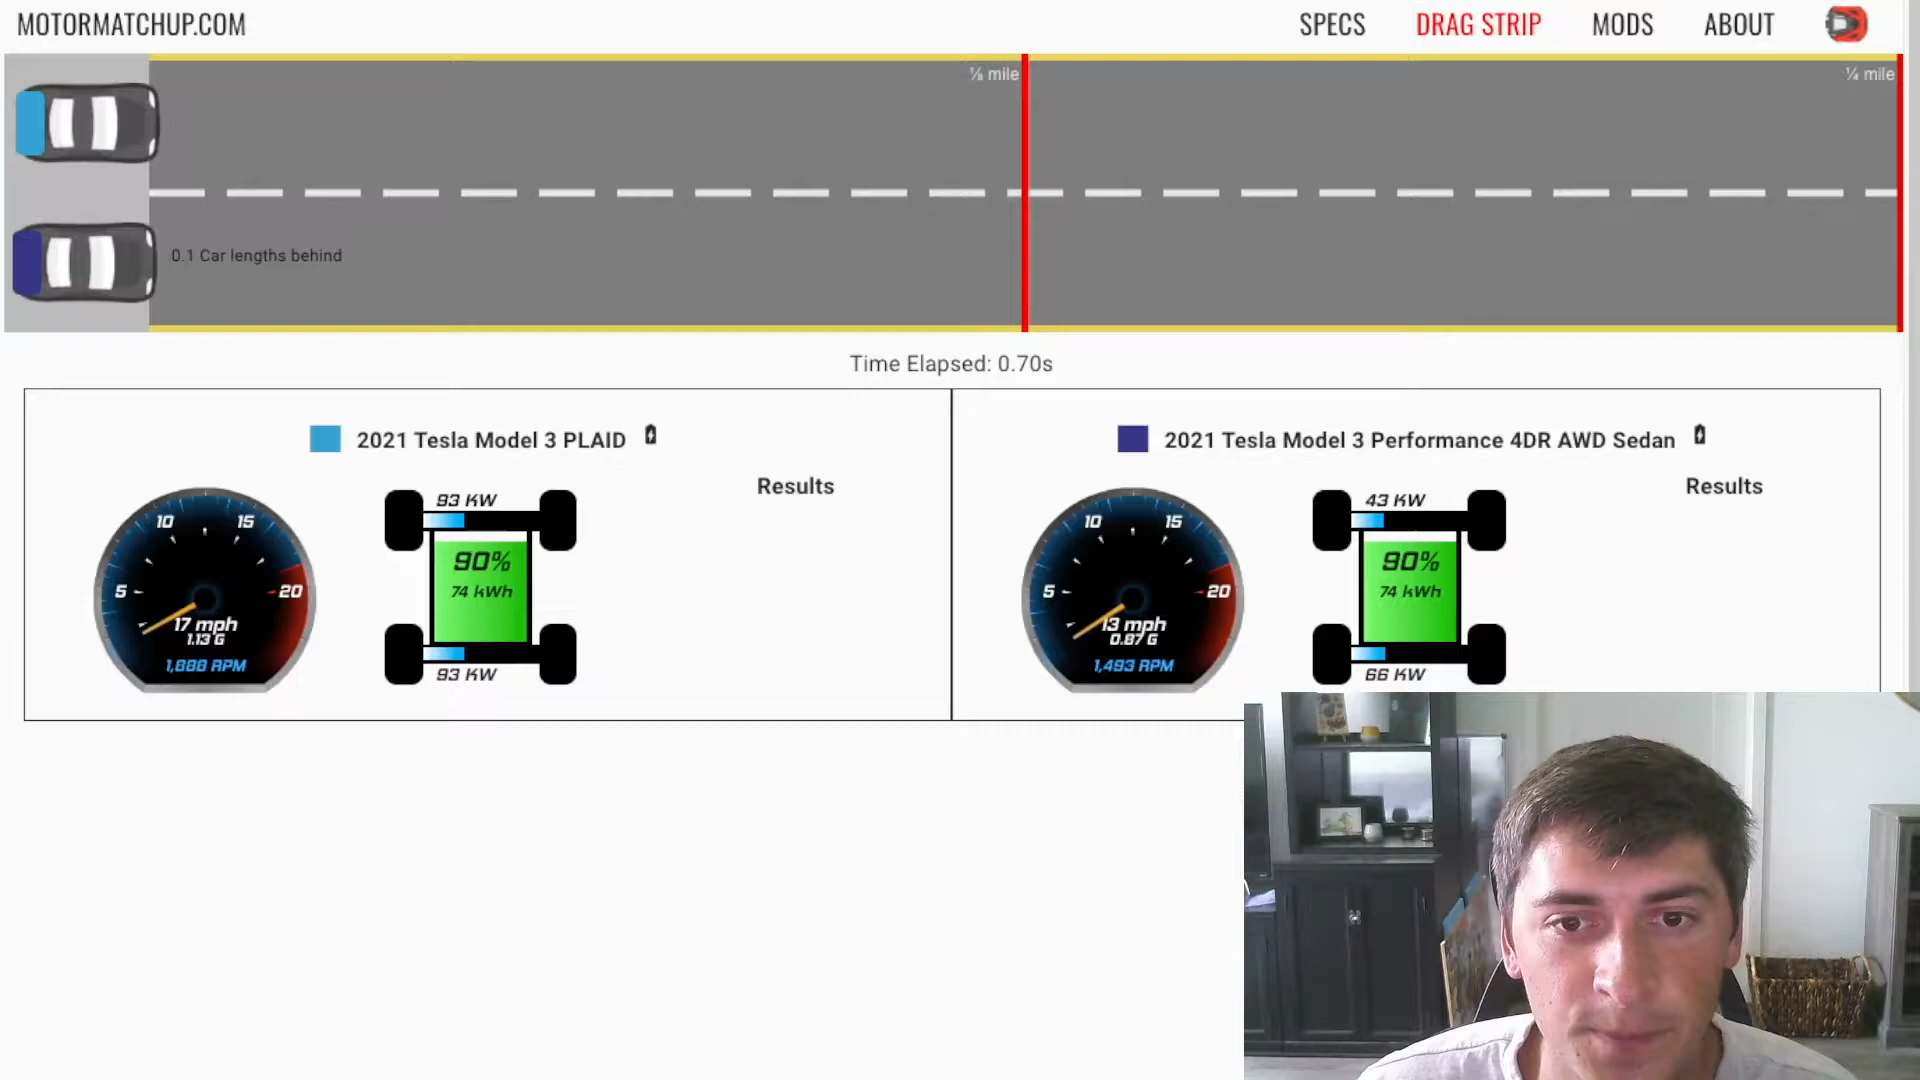 MOTORMATCHUP.COM
SPECS
DRAG STRIP
MODS
ABOUT
⅛ mile
¼ mile
0.1 Car lengths behind
Time Elapsed: 0.70s
2021 Tesla Model 3 PLAID
Results
5
10
15
20
17 mph
1.13 G
1,888 RPM
93 KW
90%
74 kWh
93 KW
2021 Tesla Model 3 Performance 4DR AWD Sedan
Results
5
10
15
20
13 mph
0.87 G
1,493 RPM
43 KW
90%
74 kWh
66 KW